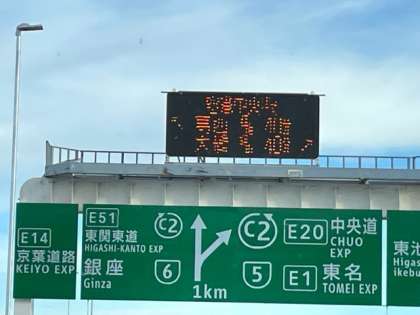 E14
京葉道路
KEIYO EXP
E51
東関東道
HIGASHI-KANTO EXP
銀座
Ginza
C2
6
1km
C2
5
E20
中央道
CHUO
EXP
E1
東名
TOMEI EXP
東池
Higas
ikebu